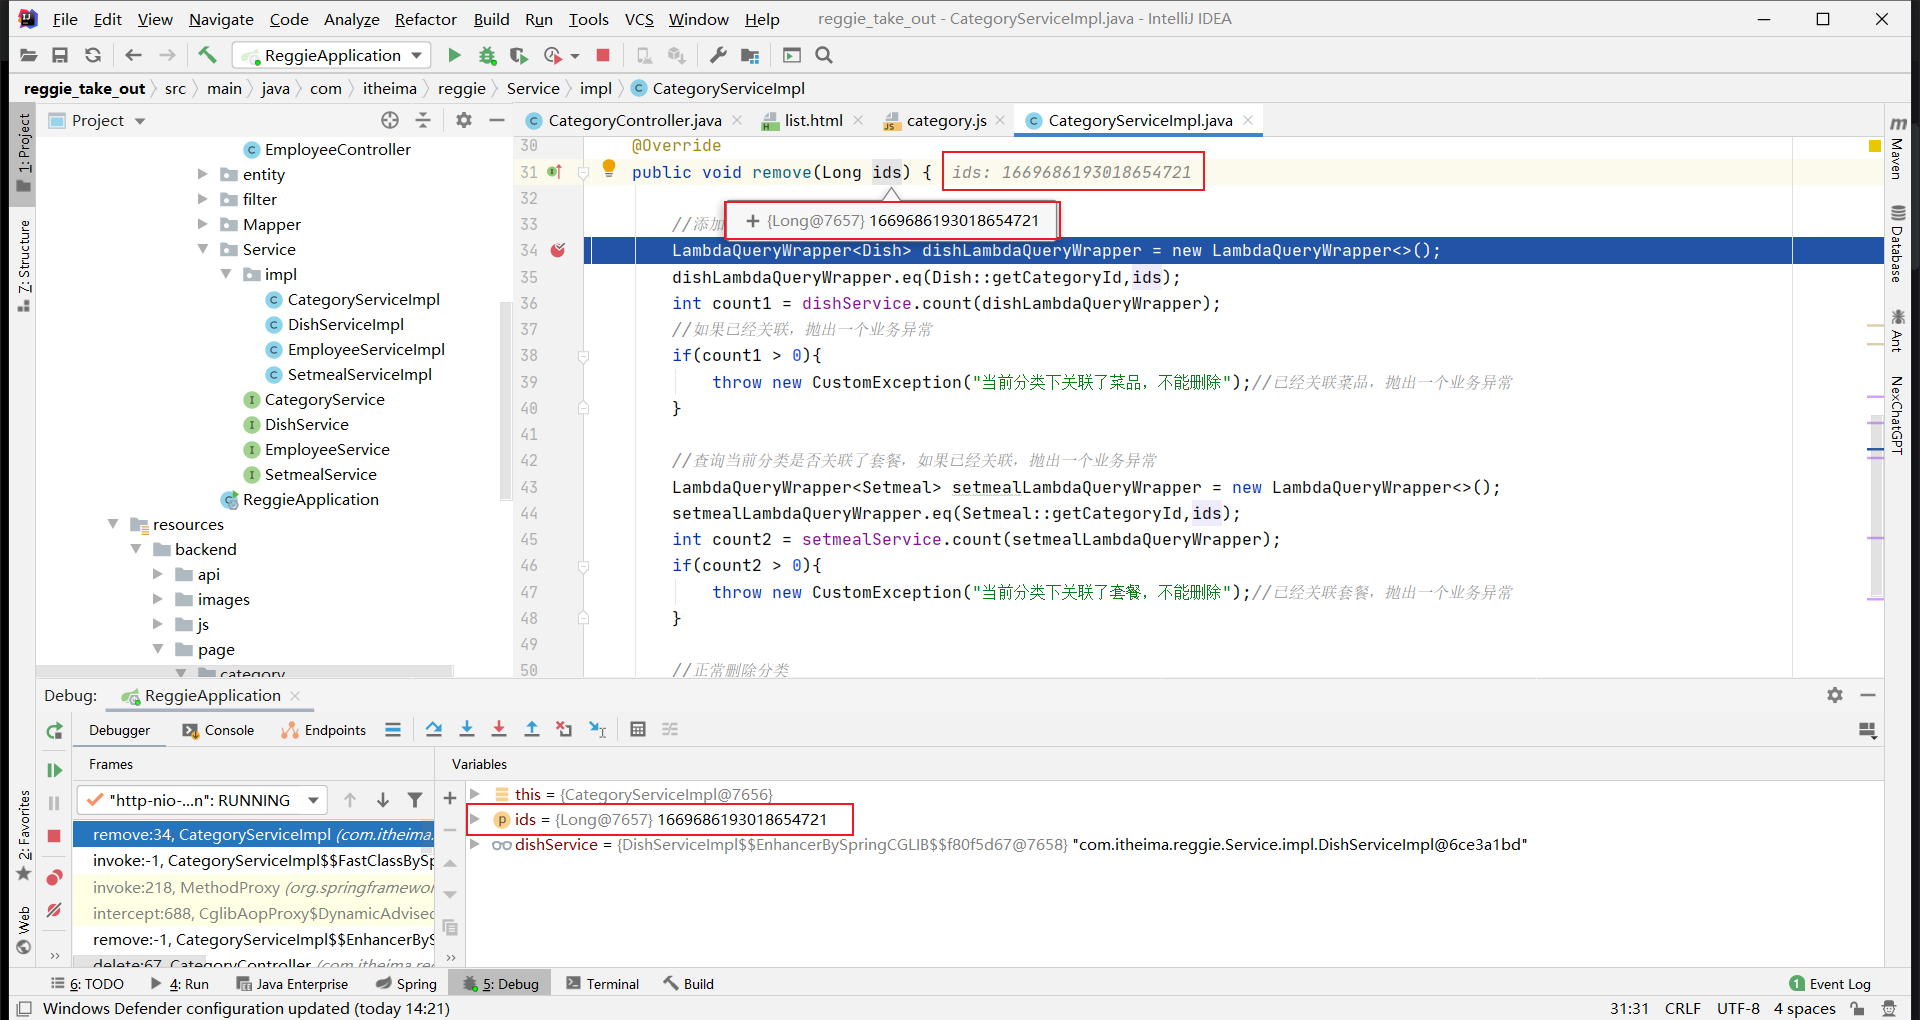 File Edit View Navigate Code Analyze Refactor Build Run Tools VCS Window Help reggie_take_out - CategoryServiceImpl.java - IntelliJ IDEA
ReggieApplication
reggie_take_out src main java com itheima reggie Service impl CategoryServiceImpl
Project
CategoryController.java list.html category.js CategoryServiceImpl.java
1: Project
Z: Structure
2: Favorites
Web
EmployeeController
entity
filter
Mapper
Service
impl
CategoryServiceImpl
DishServiceImpl
EmployeeServiceImpl
SetmealServiceImpl
CategoryService
DishService
EmployeeService
SetmealService
ReggieApplication
resources
backend
api
images
js
page
category
30 @Override
31 public void remove(Long ids) { ids: 1669686193018654721
32
+ {Long@7657} 1669686193018654721
33 //添加
34 LambdaQueryWrapper<Dish> dishLambdaQueryWrapper = new LambdaQueryWrapper<>();
35 dishLambdaQueryWrapper.eq(Dish::getCategoryId,ids);
36 int count1 = dishService.count(dishLambdaQueryWrapper);
37 //如果已经关联，抛出一个业务异常
38 if(count1 > 0){
39 throw new CustomException("当前分类下关联了菜品，不能删除");//已经关联菜品，抛出一个业务异常
40 }
41
42 //查询当前分类是否关联了套餐，如果已经关联，抛出一个业务异常
43 LambdaQueryWrapper<Setmeal> setmealLambdaQueryWrapper = new LambdaQueryWrapper<>();
44 setmealLambdaQueryWrapper.eq(Setmeal::getCategoryId,ids);
45 int count2 = setmealService.count(setmealLambdaQueryWrapper);
46 if(count2 > 0){
47 throw new CustomException("当前分类下关联了套餐，不能删除");//已经关联套餐，抛出一个业务异常
48 }
49
50 //正常删除分类
m Maven
Database
Ant
NexChatGPT
Debug: ReggieApplication
Debugger Console Endpoints
Frames
Variables
"http-nio-...n": RUNNING
remove:34, CategoryServiceImpl (com.itheima.
invoke:-1, CategoryServiceImpl$$FastClassBySp
invoke:218, MethodProxy (org.springframewor
intercept:688, CglibAopProxy$DynamicAdvised
remove:-1, CategoryServiceImpl$$EnhancerByS
delete:67, CategoryController (com.itheima.reg
this = {CategoryServiceImpl@7656}
ids = {Long@7657} 1669686193018654721
dishService = {DishServiceImpl$$EnhancerBySpringCGLIB$$f80f5d67@7658} "com.itheima.reggie.Service.impl.DishServiceImpl@6ce3a1bd"
6: TODO 4: Run Java Enterprise Spring 5: Debug Terminal Build 1 Event Log
Windows Defender configuration updated (today 14:21) 31:31 CRLF UTF-8 4 spaces